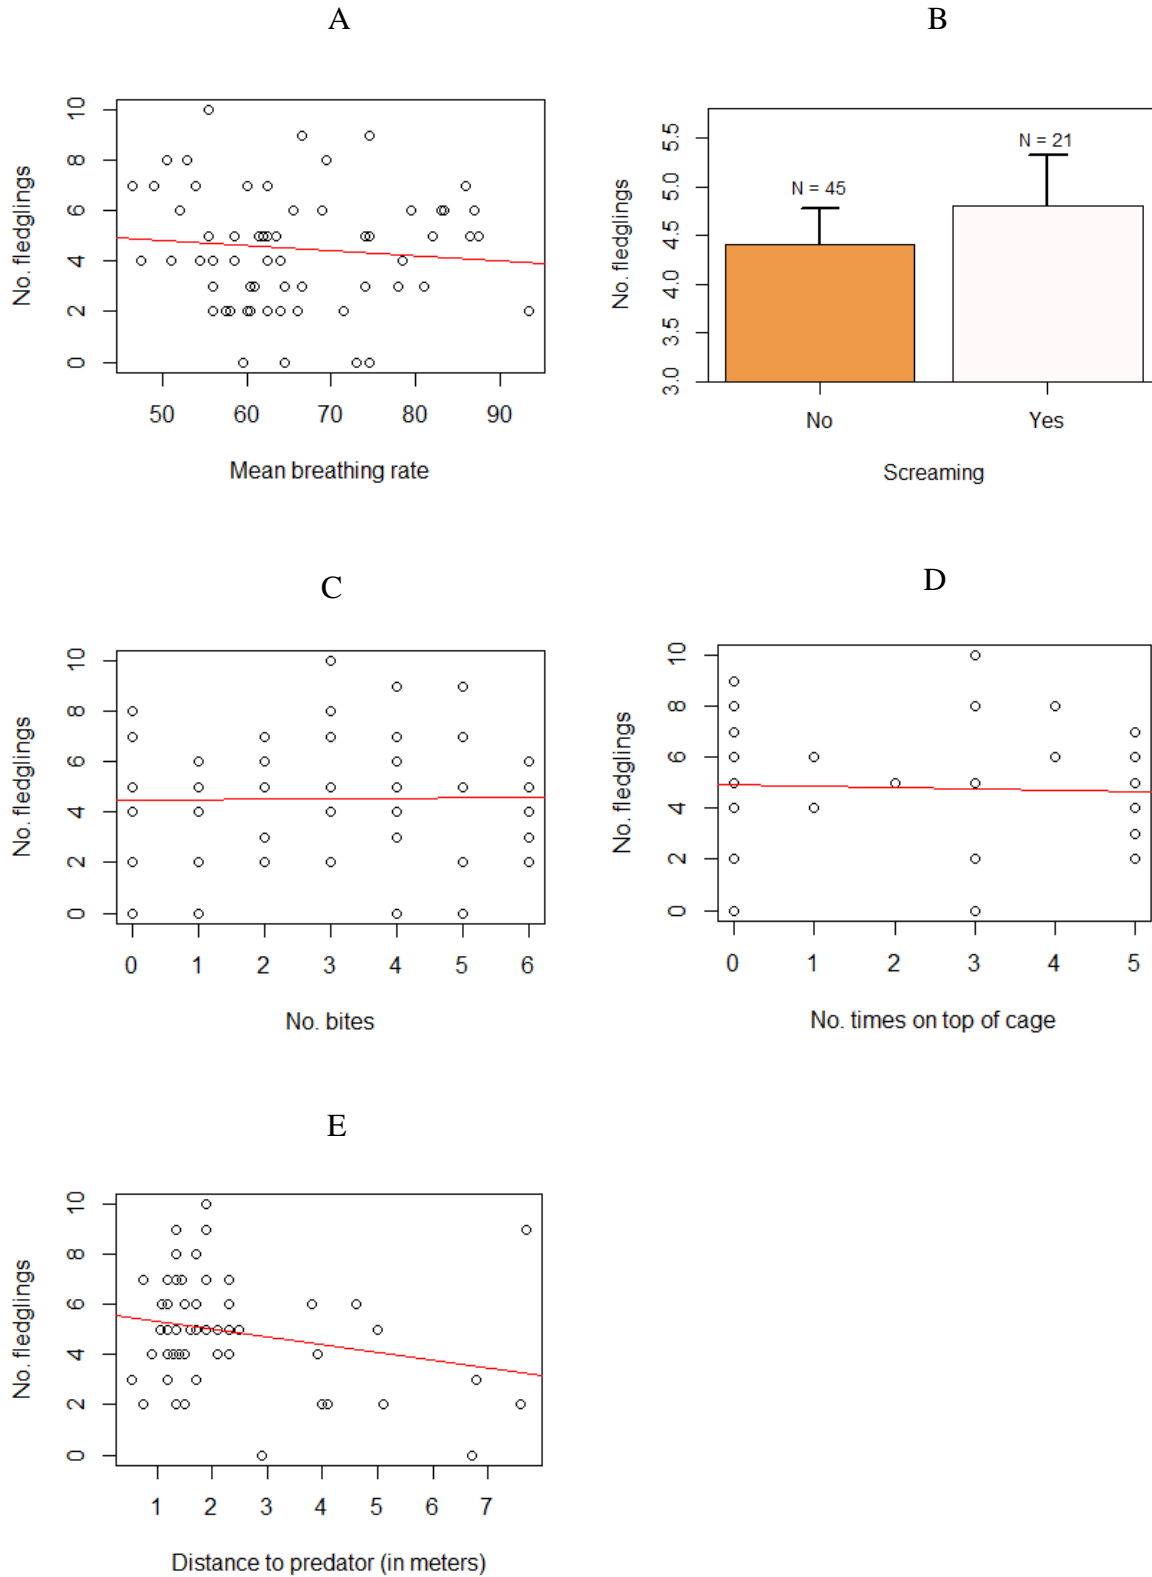 A
No. fledglings
10
8
6
4
2
0
50 60 70 80 90
Mean breathing rate
B
No. fledglings
5.5
5.0
4.5
4.0
3.5
3.0
N = 45
N = 21
No Yes
Screaming
C
No. fledglings
10
8
6
4
2
0
0 1 2 3 4 5 6
No. bites
D
No. fledglings
10
8
6
4
2
0
0 1 2 3 4 5
No. times on top of cage
E
No. fledglings
10
8
6
4
2
0
1 2 3 4 5 6 7
Distance to predator (in meters)